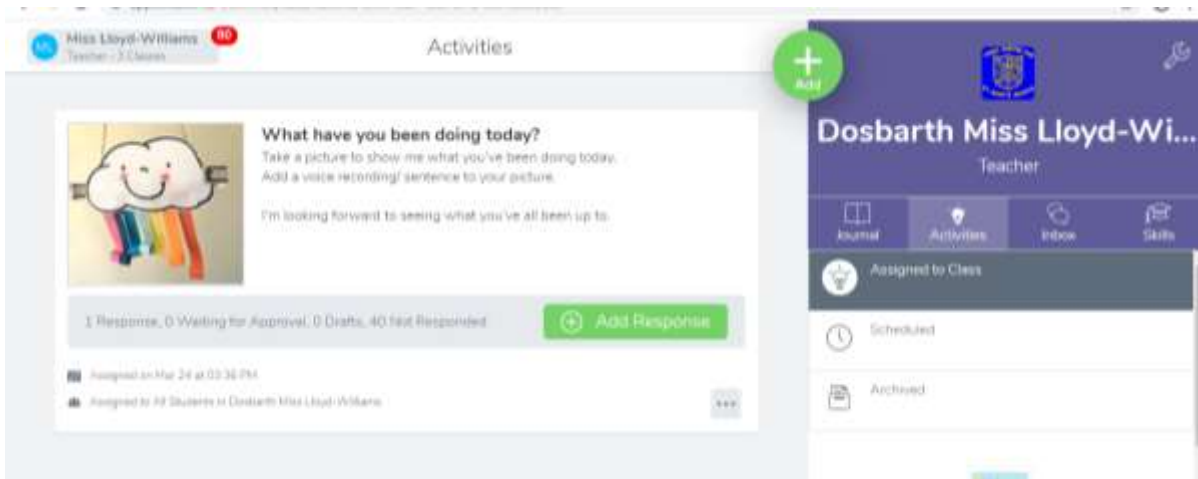 Miss Lloyd-Williams
Teacher - 3 Classes
Activities
Add
What have you been doing today?
Take a picture to show me what you've been doing today.
Add a voice recording/ sentence to your picture.
I'm looking forward to seeing what you've all been up to.
1 Response, 0 Waiting for Approval, 0 Drafts, 40 Not Responded
Add Response
Assigned on Mar 24 at 03:36 PM
Assigned to All Students in Dosbarth Miss Lloyd-Williams
Dosbarth Miss Lloyd-Wi...
Teacher
Journal
Activities
Inbox
Skills
Assigned to Class
Scheduled
Archived